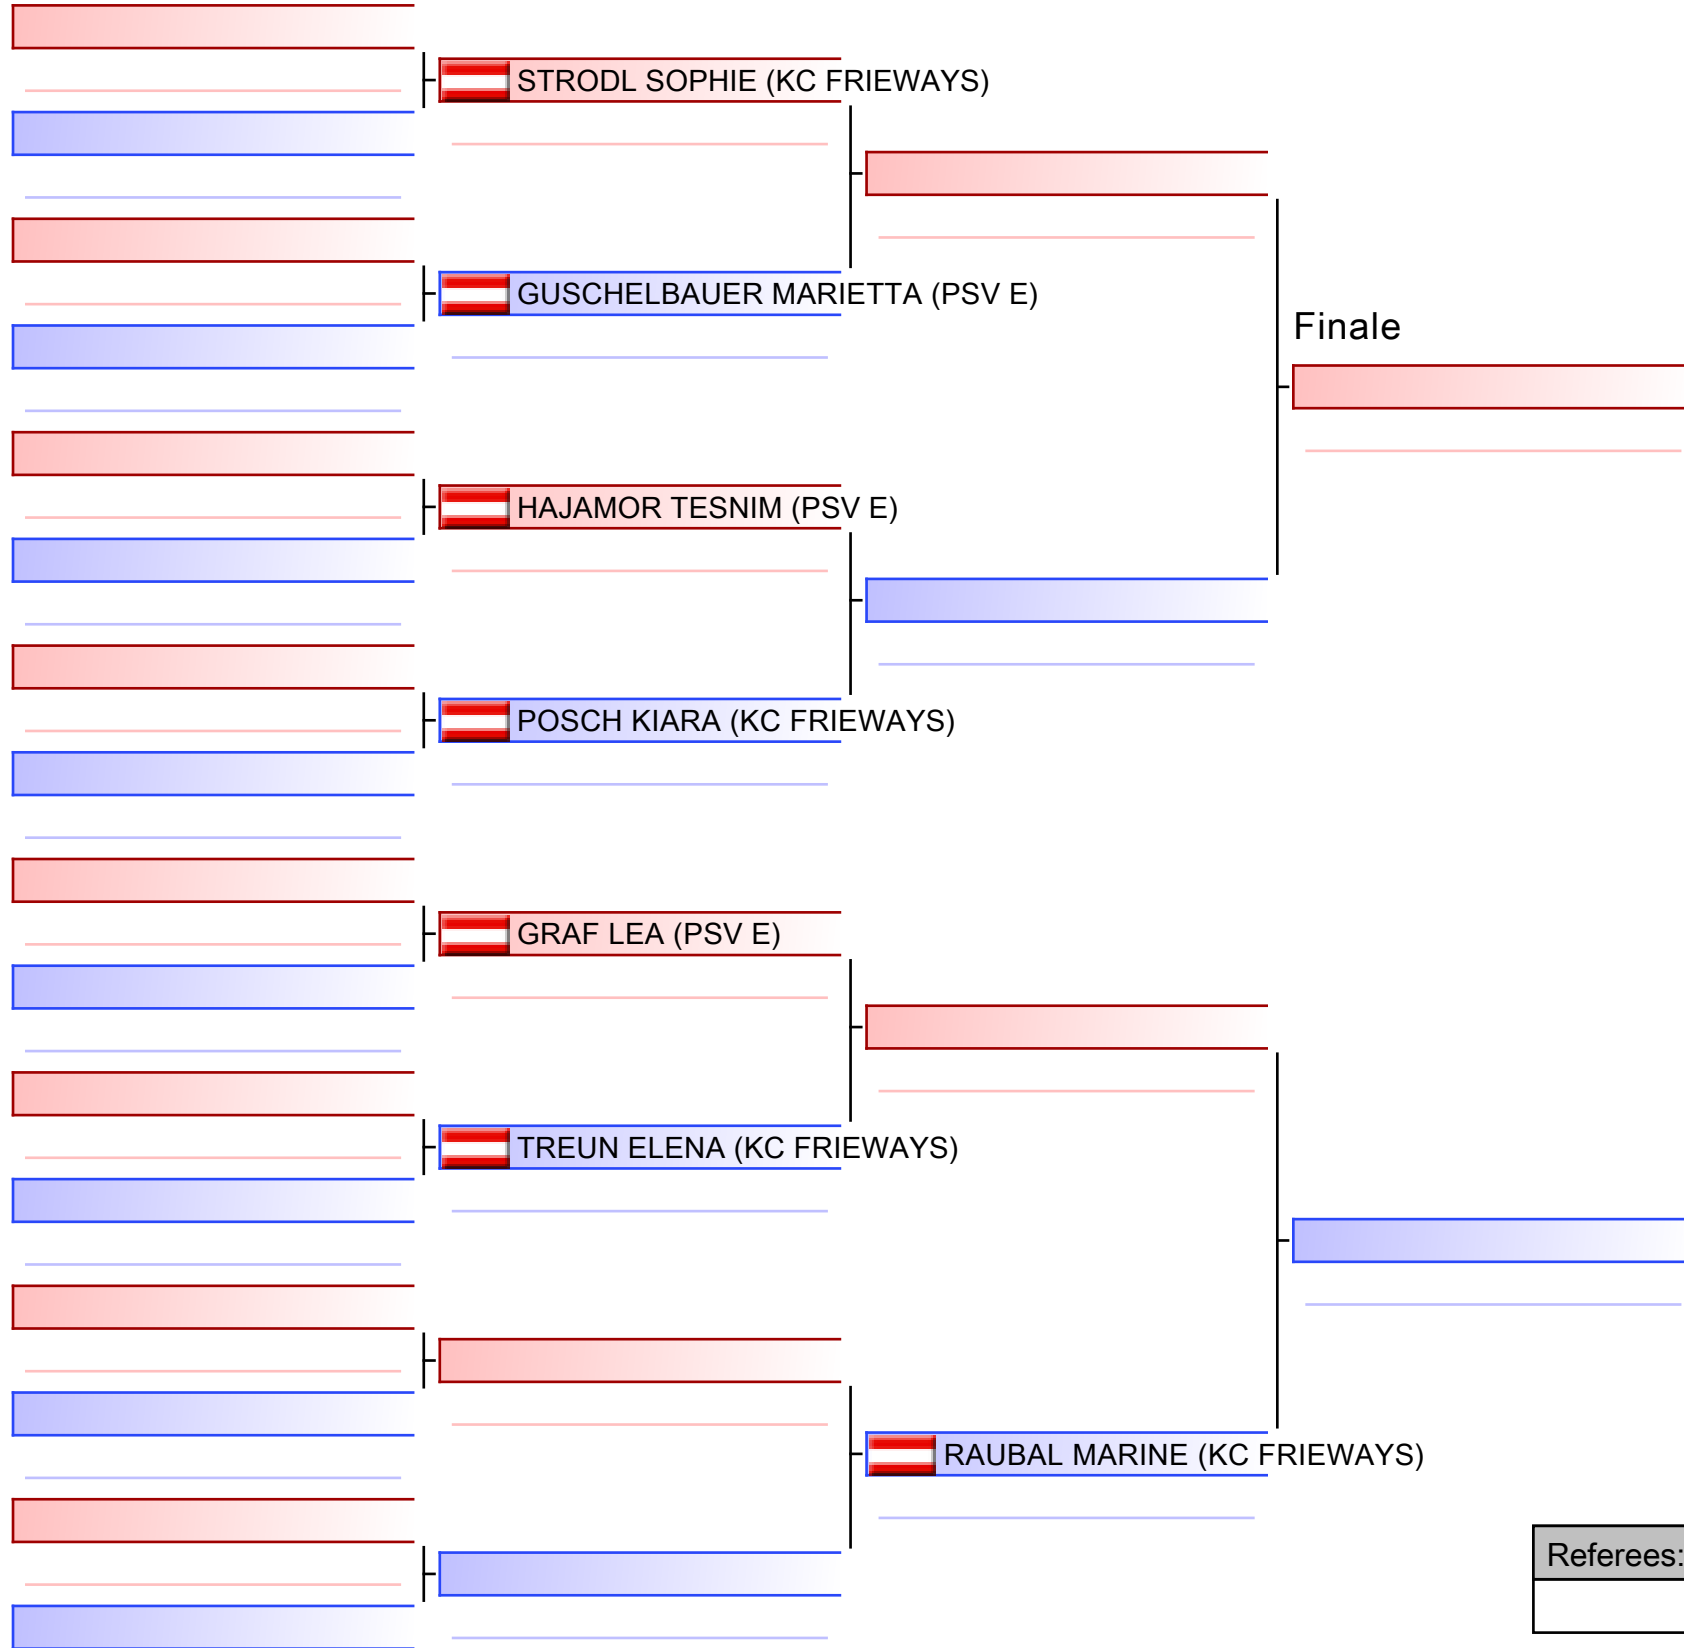 STRODL SOPHIE (KC FRIEWAYS)
GUSCHELBAUER MARIETTA (PSV E)
Finale
HAJAMOR TESNIM (PSV E)
POSCH KIARA (KC FRIEWAYS)
GRAF LEA (PSV E)
TREUN ELENA (KC FRIEWAYS)
RAUBAL MARINE (KC FRIEWAYS)
Referees: